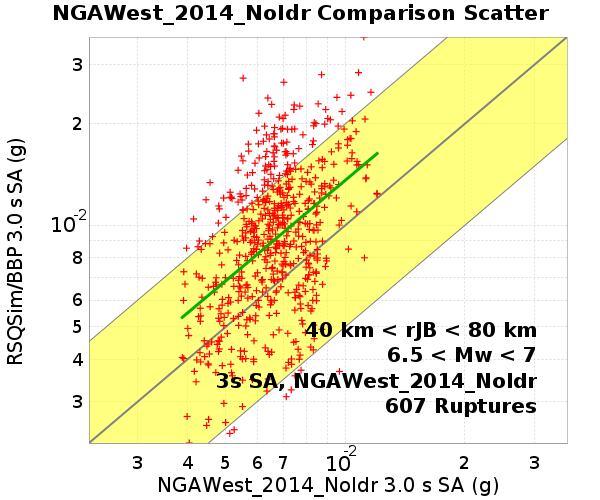 NGAWest_2014_NoIdr Comparison Scatter
RSQSim/BBP 3.0 s SA (g)
3
2
10-2
8
6
5
4
3
40 km < rJB < 80 km
6.5 < Mw < 7
3s SA, NGAWest_2014_NoIdr
607 Ruptures
3 4 5 6 7 10-2 2 3
NGAWest_2014_NoIdr 3.0 s SA (g)